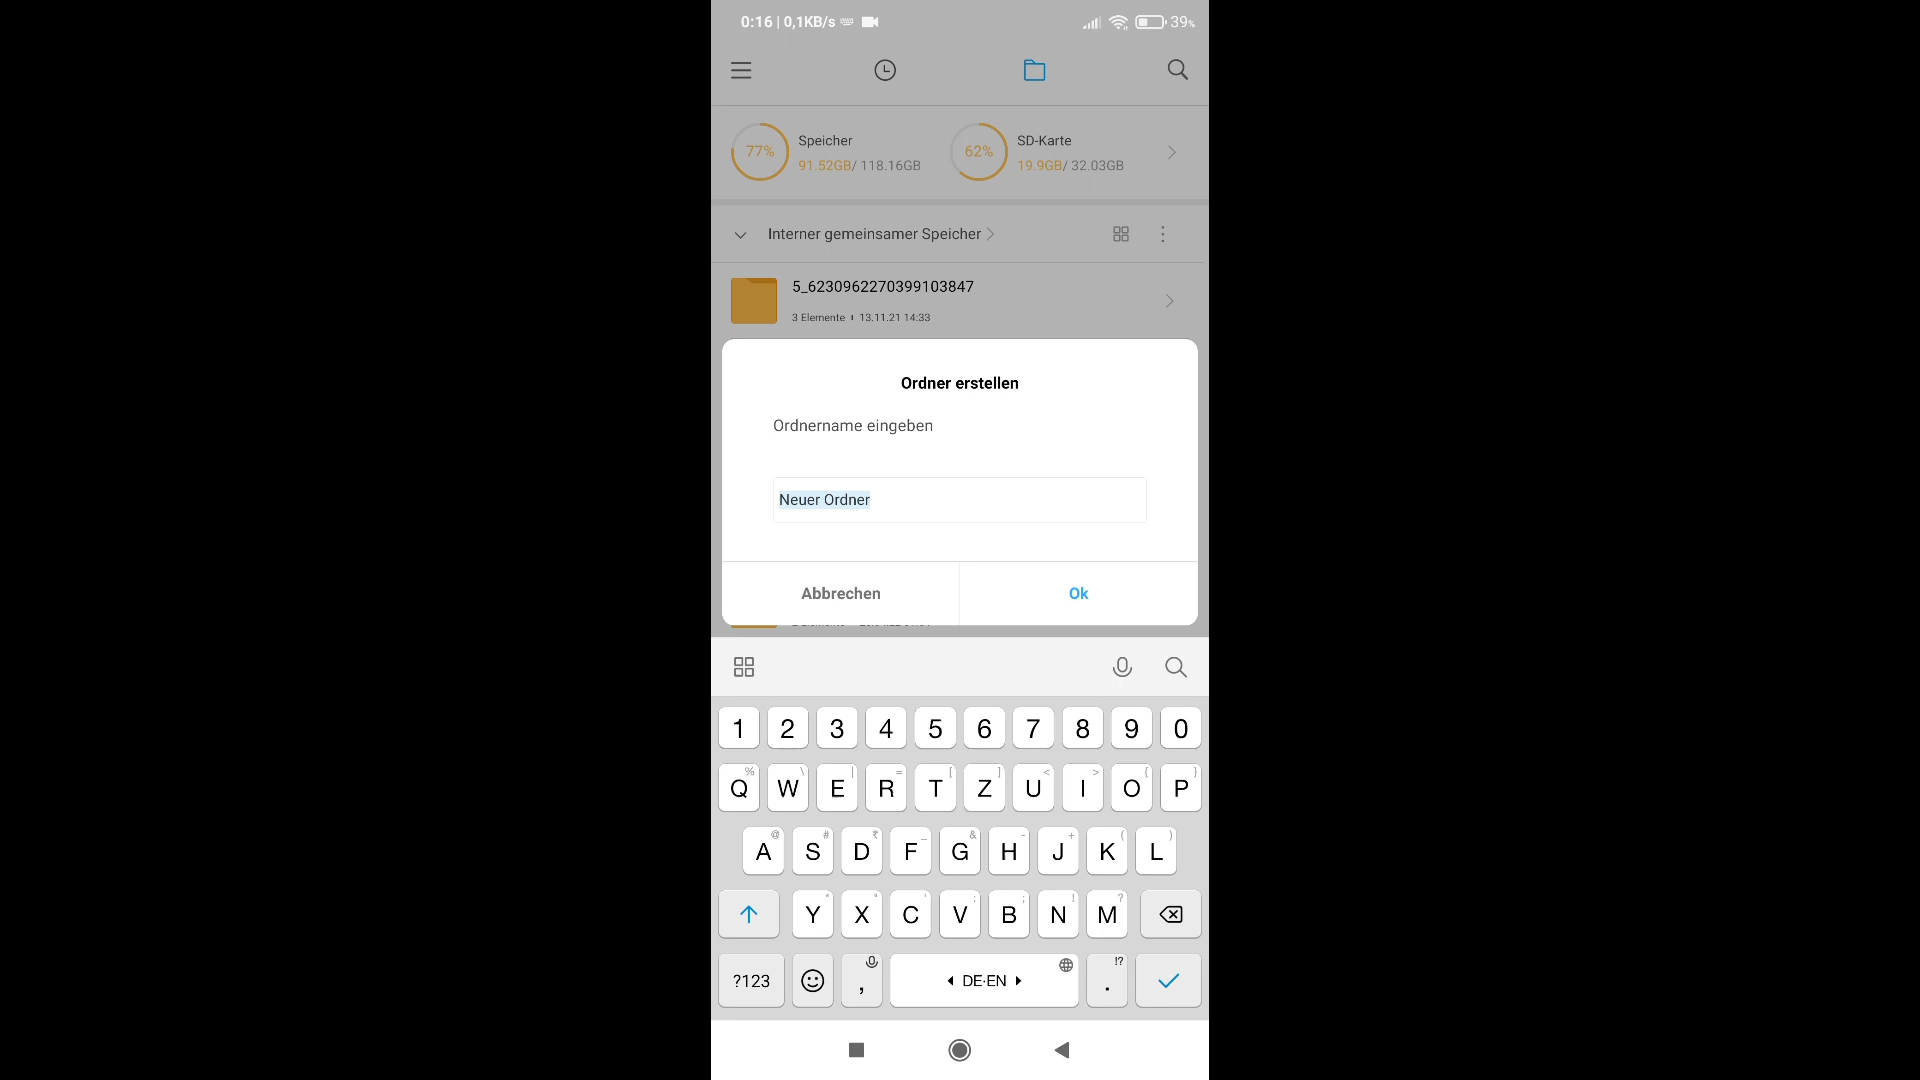 0:16 | 0,1KB/s 39%
77% Speicher 91.52GB/ 118.16GB
62% SD-Karte 19.9GB/ 32.03GB
Interner gemeinsamer Speicher
5_6230962270399103847
3 Elemente 13.11.21 14:33
Ordner erstellen
Ordnername eingeben
Neuer Ordner
Abbrechen Ok
1 2 3 4 5 6 7 8 9 0
% \ | = [ ] < > { }
Q W E R T Z U I O P
@ # ₹ _ & - + ( )
A S D F G H J K L
* " ' : ; ! ?
Y X C V B N M
!?
?123 , DE·EN .